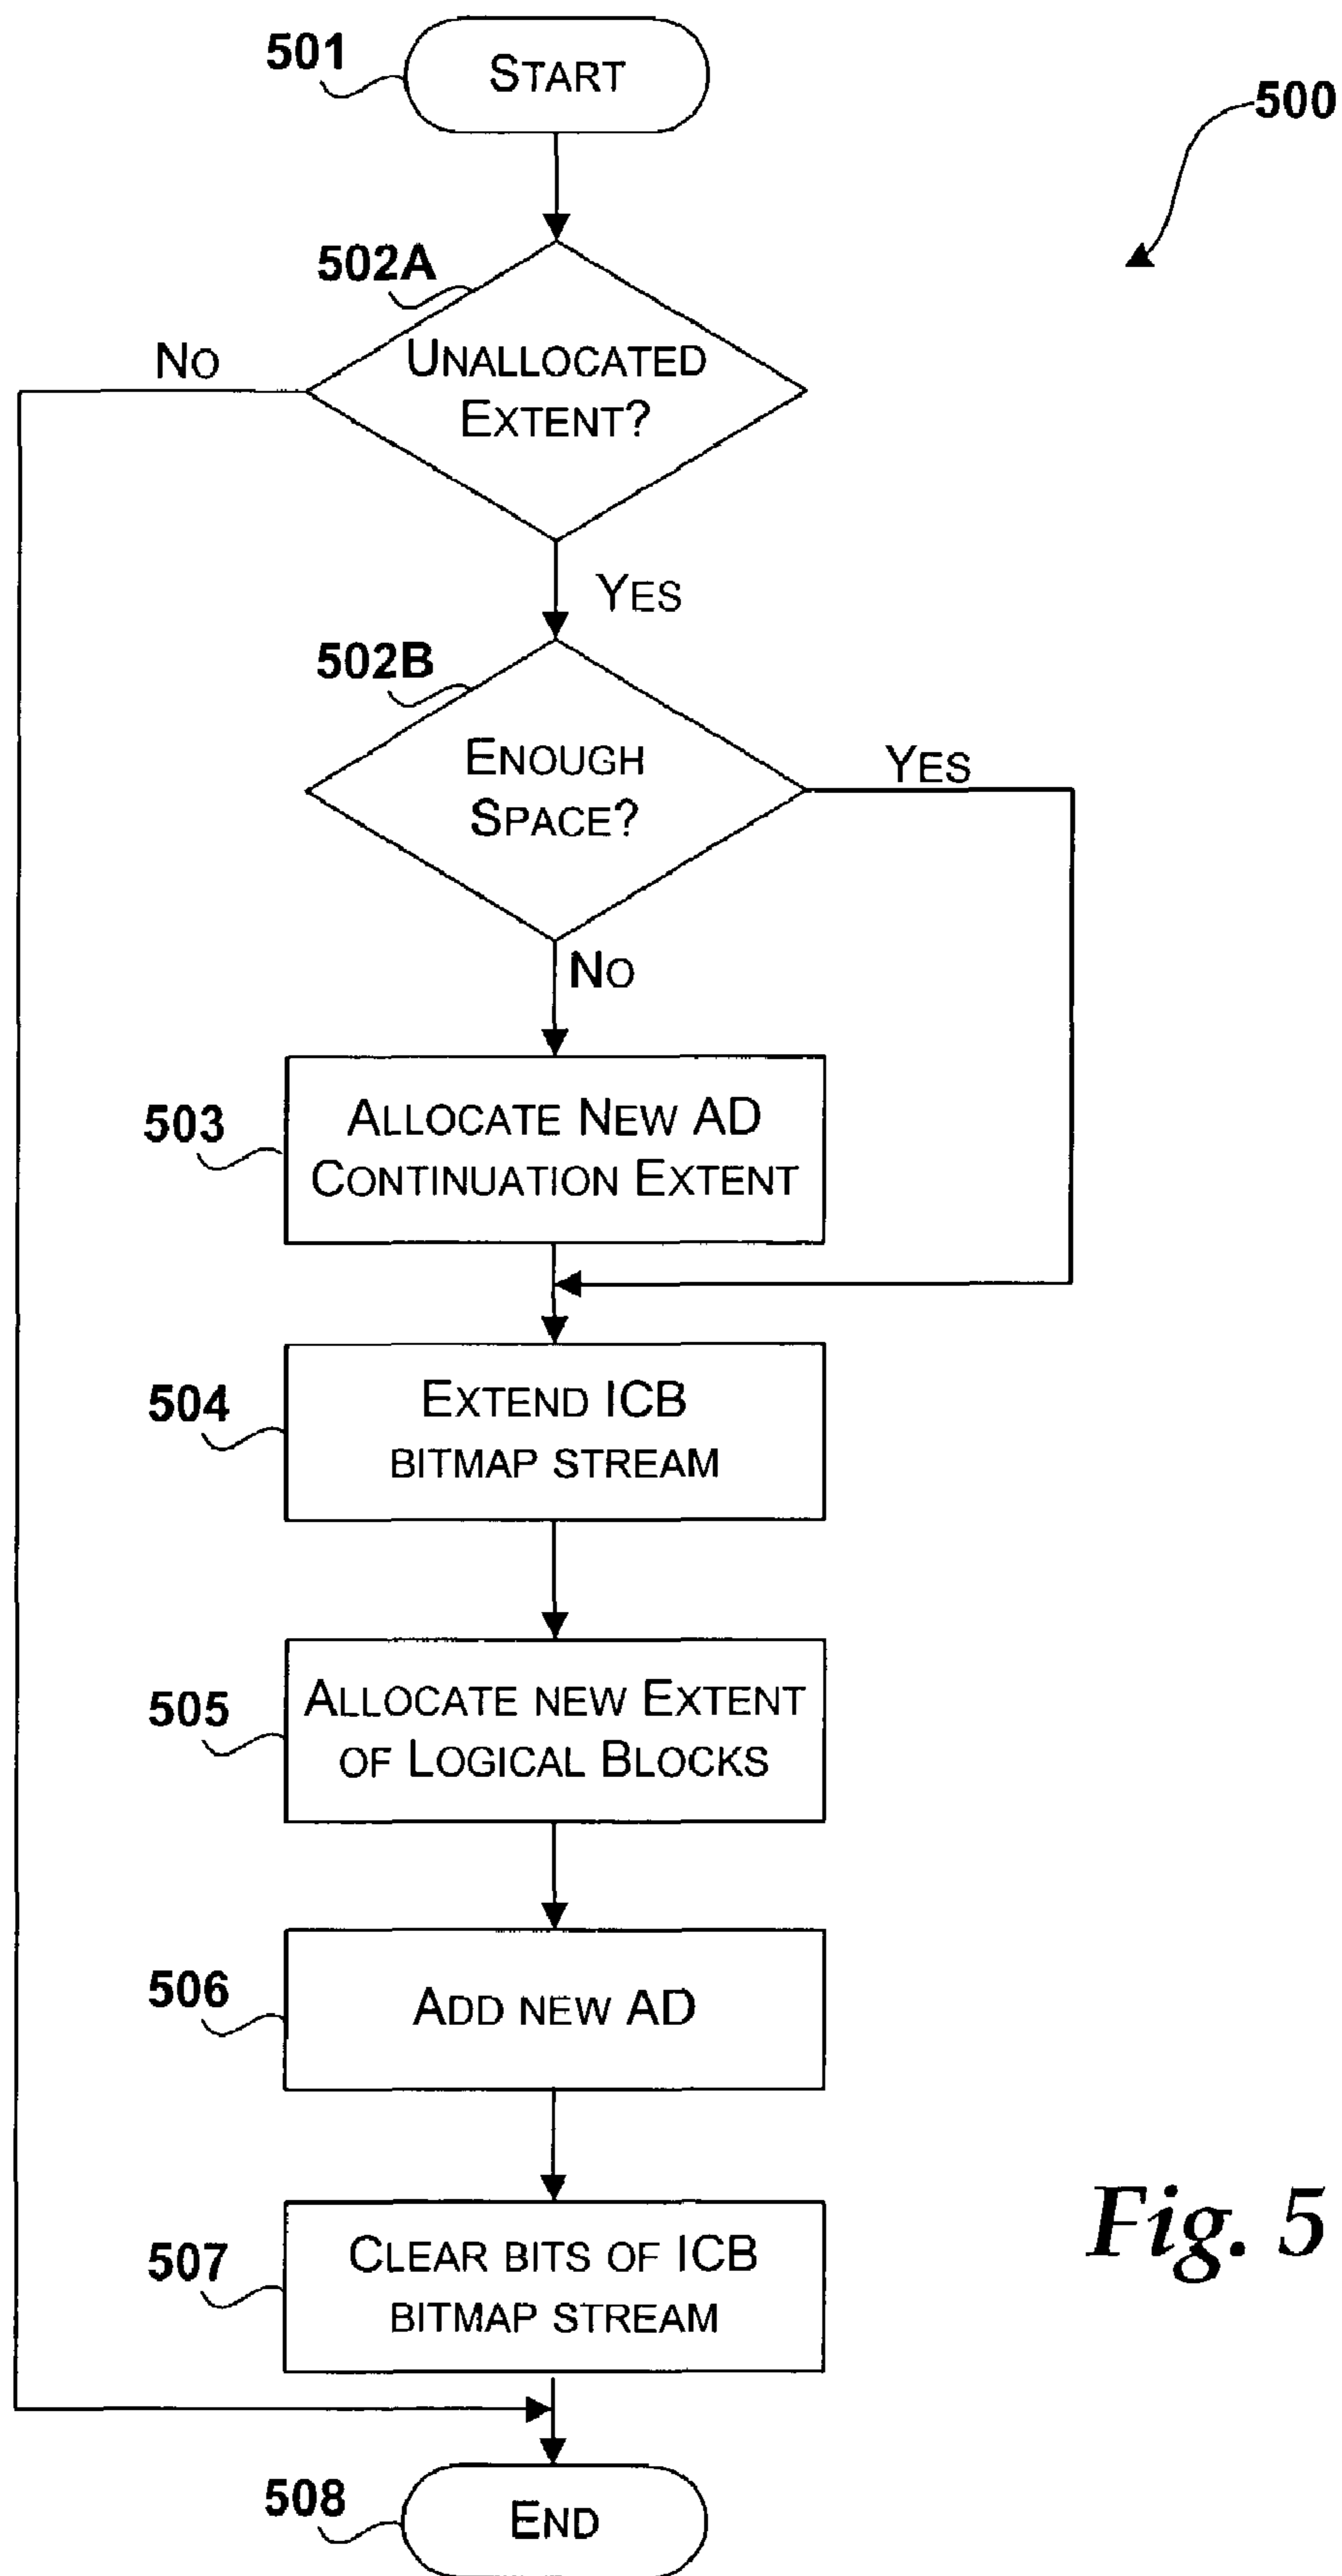 501
START
500
502A
NO
UNALLOCATED
EXTENT?
YES
502B
ENOUGH
SPACE?
YES
NO
503
ALLOCATE NEW AD
CONTINUATION EXTENT
504
EXTEND ICB
BITMAP STREAM
505
ALLOCATE NEW EXTENT
OF LOGICAL BLOCKS
506
ADD NEW AD
507
CLEAR BITS OF ICB
BITMAP STREAM
Fig. 5
508
END